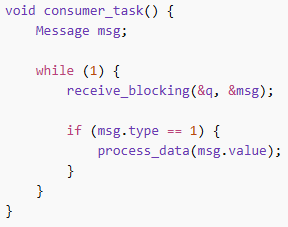 void consumer_task() {
    Message msg;

    while (1) {
        receive_blocking(&q, &msg);

        if (msg.type == 1) {
            process_data(msg.value);
        }
    }
}